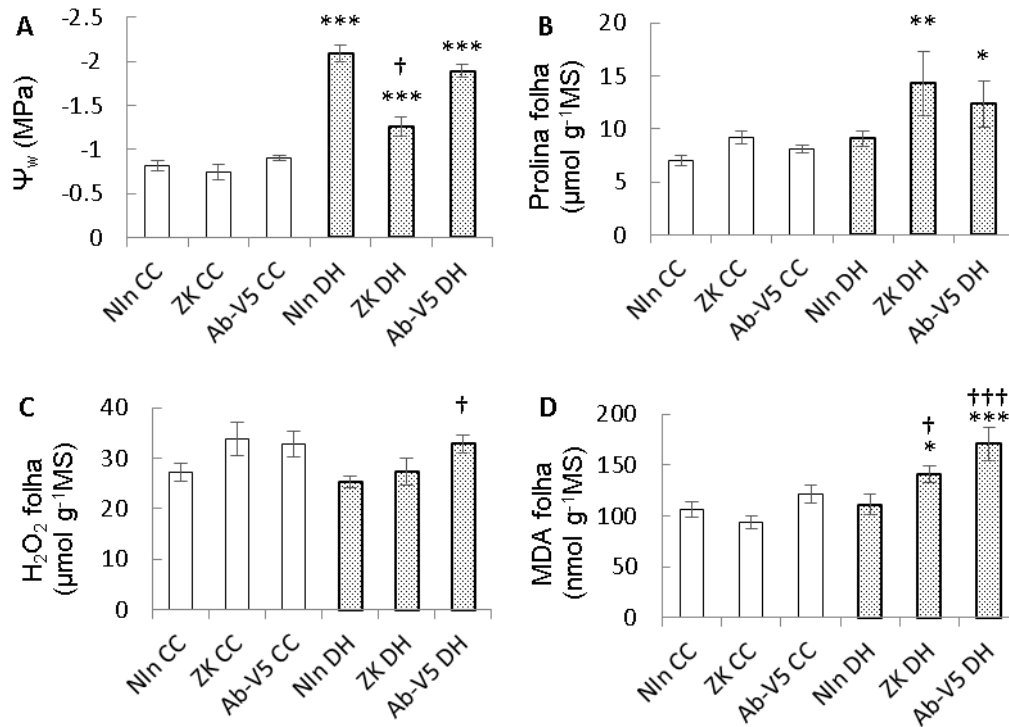 A
Ψw (MPa)
-2.5
-2
-1.5
-1
-0.5
0
***
†
***
***
NIn CC
ZK CC
Ab-V5 CC
NIn DH
ZK DH
Ab-V5 DH
B
Prolina folha
(µmol g-1MS)
20
15
10
5
0
**
*
NIn CC
ZK CC
Ab-V5 CC
NIn DH
ZK DH
Ab-V5 DH
C
H2O2 folha
(µmol g-1MS)
40
30
20
10
0
†
NIn CC
ZK CC
Ab-V5 CC
NIn DH
ZK DH
Ab-V5 DH
D
MDA folha
(nmol g-1MS)
200
150
100
50
0
†
*
†††
***
NIn CC
ZK CC
Ab-V5 CC
NIn DH
ZK DH
Ab-V5 DH